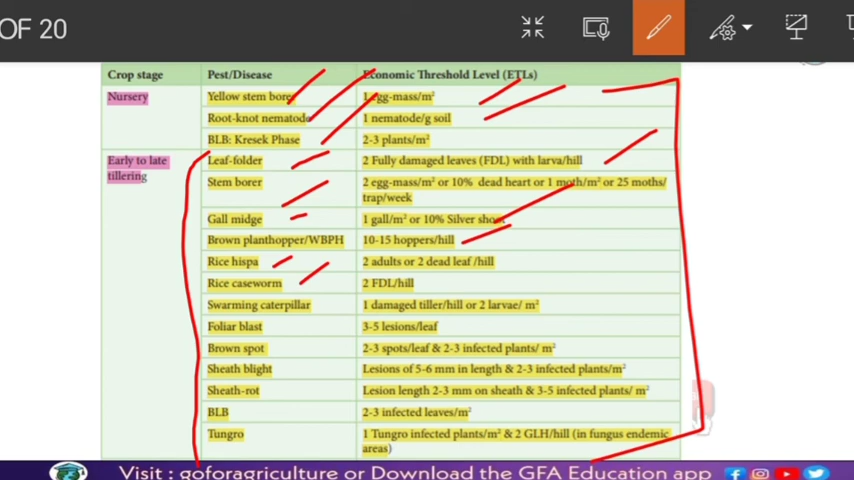 OF 20
Crop stage Pest/Disease Economic Threshold Level (ETLs)
Nursery Yellow stem borer 1 egg-mass/m²
Root-knot nematode 1 nematode/g soil
BLB: Kresek Phase 2-3 plants/m²
Early to late Leaf-folder 2 Fully damaged leaves (FDL) with larva/hill
tillering Stem borer 2 egg-mass/m² or 10% dead heart or 1 moth/m² or 25 moths/
trap/week
Gall midge 1 gall/m² or 10% Silver shoot
Brown planthopper/WBPH 10-15 hoppers/hill
Rice hispa 2 adults or 2 dead leaf /hill
Rice caseworm 2 FDL/hill
Swarming caterpillar 1 damaged tiller/hill or 2 larvae/ m²
Foliar blast 3-5 lesions/leaf
Brown spot 2-3 spots/leaf & 2-3 infected plants/ m²
Sheath blight Lesions of 5-6 mm in length & 2-3 infected plants/m²
Sheath-rot Lesion length 2-3 mm on sheath & 3-5 infected plants/ m²
BLB 2-3 infected leaves/m²
Tungro 1 Tungro infected plants/m² & 2 GLH/hill (in fungus endemic
areas)
Visit : goforagriculture or Download the GFA Education app